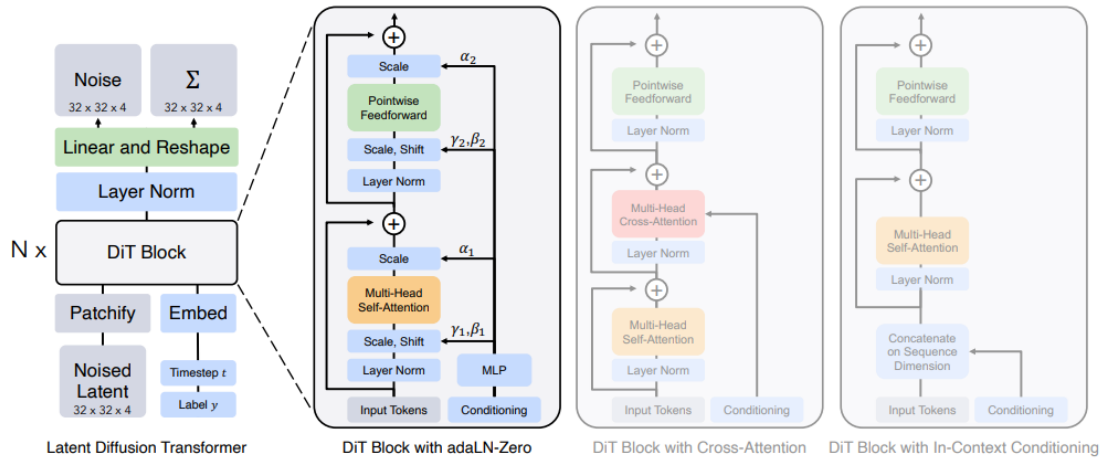 Noise
32 x 32 x 4
Σ
32 x 32 x 4
Linear and Reshape
Layer Norm
N x
DiT Block
Patchify
Embed
Noised
Latent
32 x 32 x 4
Timestep t
Label y
Latent Diffusion Transformer
Scale
α₂
Pointwise
Feedforward
Scale, Shift
γ₂,β₂
Layer Norm
Scale
α₁
Multi-Head
Self-Attention
Scale, Shift
γ₁,β₁
Layer Norm
MLP
Input Tokens
Conditioning
DiT Block with adaLN-Zero
Pointwise
Feedforward
Layer Norm
Multi-Head
Cross-Attention
Layer Norm
Multi-Head
Self-Attention
Layer Norm
Input Tokens
Conditioning
DiT Block with Cross-Attention
Pointwise
Feedforward
Layer Norm
Multi-Head
Self-Attention
Layer Norm
Concatenate
on Sequence
Dimension
Input Tokens
Conditioning
DiT Block with In-Context Conditioning